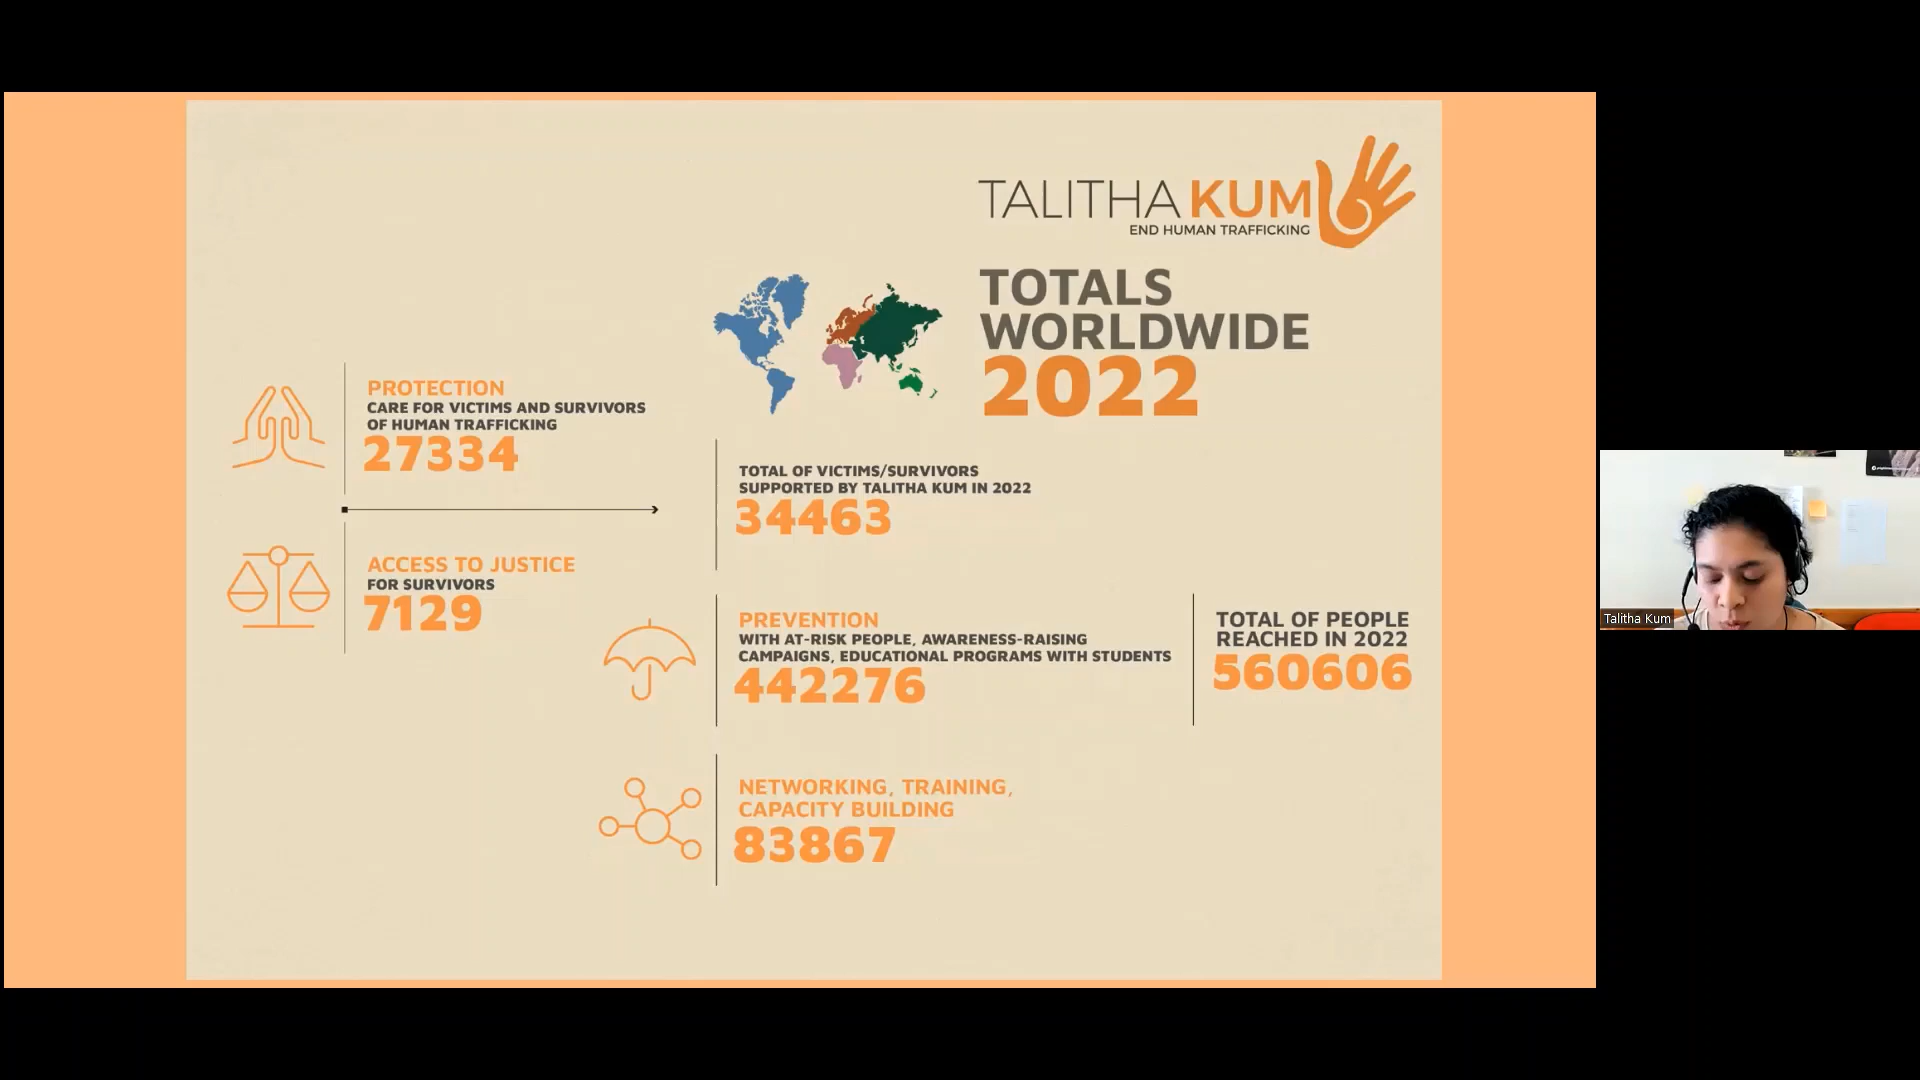 TALITHA KUM
END HUMAN TRAFFICKING
TOTALS
WORLDWIDE
2022
PROTECTION
CARE FOR VICTIMS AND SURVIVORS
OF HUMAN TRAFFICKING
27334
ACCESS TO JUSTICE
FOR SURVIVORS
7129
TOTAL OF VICTIMS/SURVIVORS
SUPPORTED BY TALITHA KUM IN 2022
34463
PREVENTION
WITH AT-RISK PEOPLE, AWARENESS-RAISING
CAMPAIGNS, EDUCATIONAL PROGRAMS WITH STUDENTS
442276
NETWORKING, TRAINING,
CAPACITY BUILDING
83867
TOTAL OF PEOPLE
REACHED IN 2022
560606
Talitha Kum